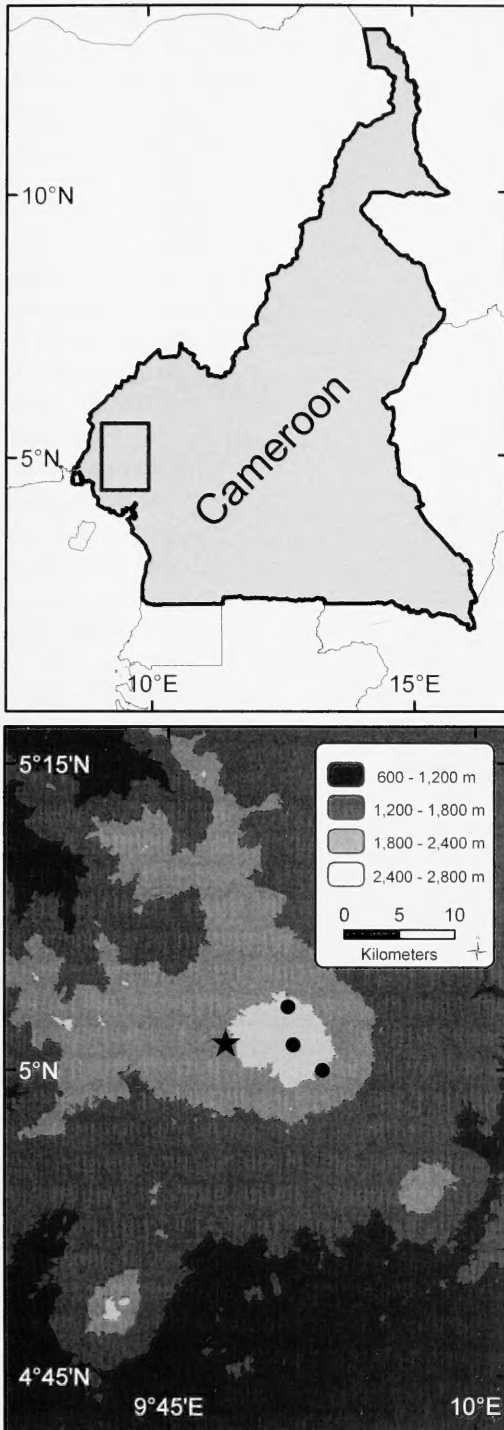 10°N
5°N
Cameroon
10°E
15°E
5°15'N
600 - 1,200 m
1,200 - 1,800 m
1,800 - 2,400 m
2,400 - 2,800 m
0 5 10
Kilometers
5°N
4°45'N
9°45'E
10°E